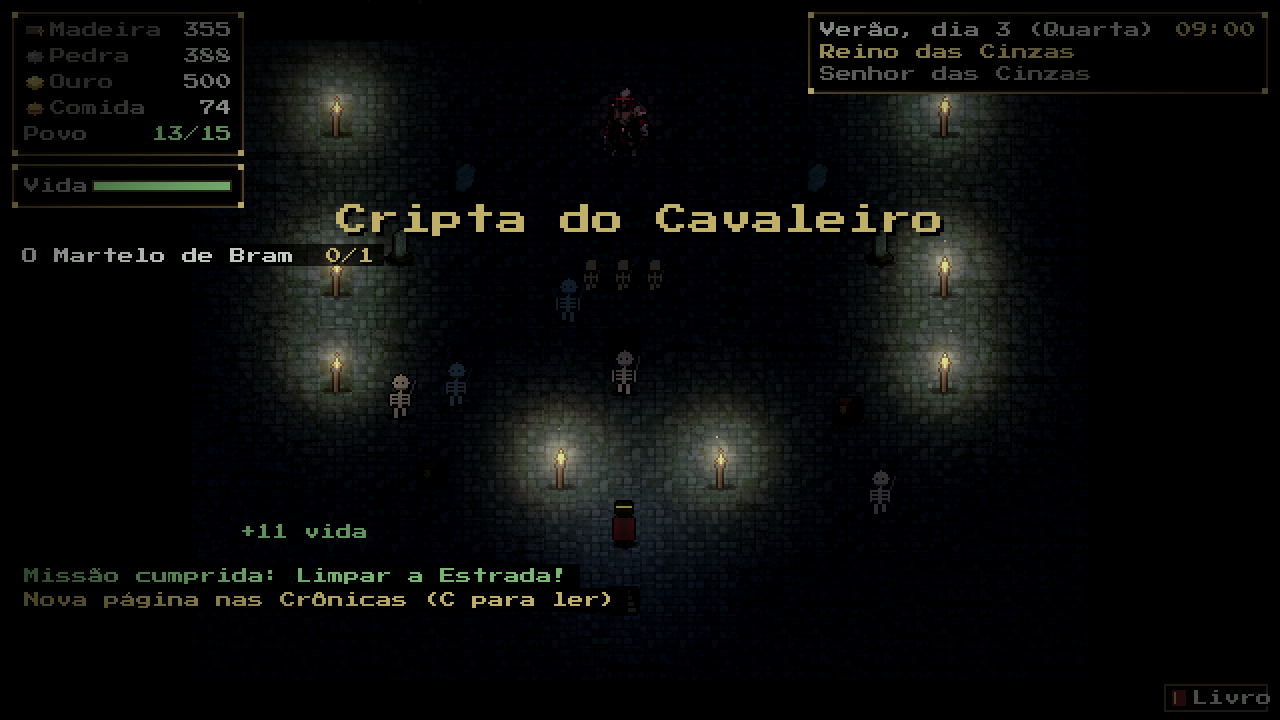 Madeira 355
Pedra 388
Ouro 500
Comida 74
Povo 13/15
Vida
Verão, dia 3 (Quarta) 09:00
Reino das Cinzas
Senhor das Cinzas
Cripta do Cavaleiro
O Martelo de Bram 0/1
+11 vida
Missão cumprida: Limpar a Estrada!
Nova página nas Crônicas (C para ler)
Livro